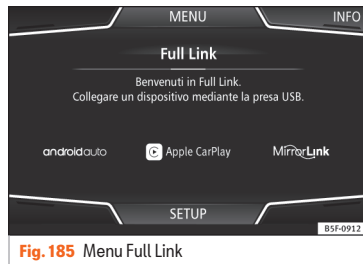 MENU INFO
Full Link
Benvenuti in Full Link.
Collegare un dispositivo mediante la presa USB.
androidauto Apple CarPlay MirrorLink
SETUP
B5F-0912
Fig. 185 Menu Full Link